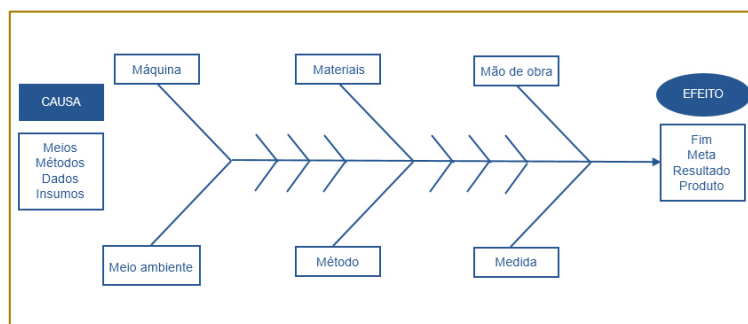 Máquina
Materiais
Mão de obra
CAUSA
EFEITO
Meios
Métodos
Dados
Insumos
Fim
Meta
Resultado
Produto
Meio ambiente
Método
Medida